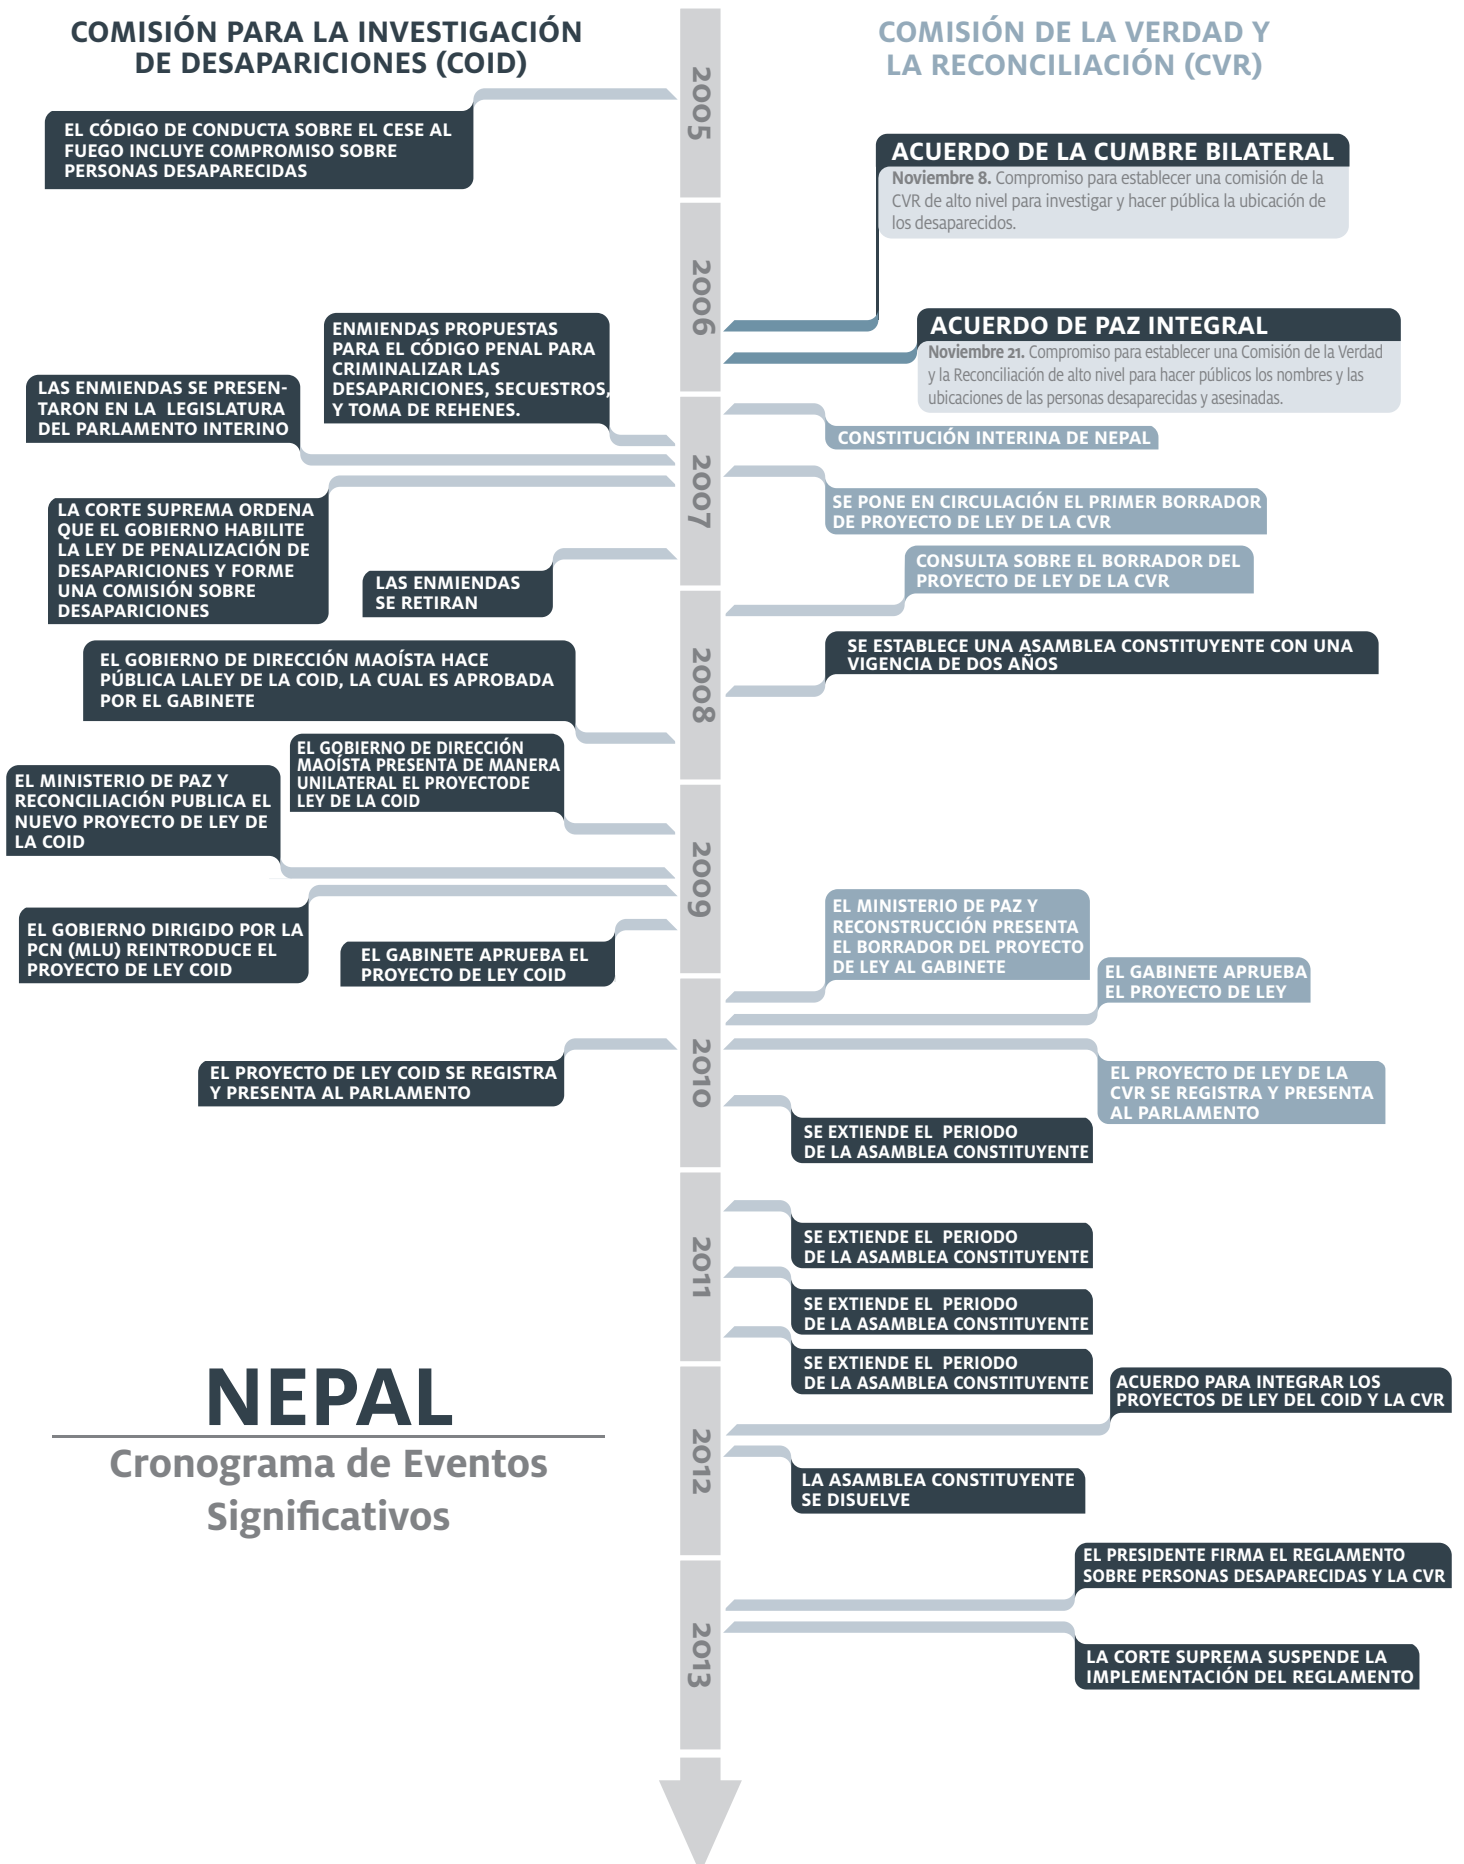 COMISIÓN PARA LA INVESTIGACIÓN
DE DESAPARICIONES (COID)
COMISIÓN DE LA VERDAD Y
LA RECONCILIACIÓN (CVR)
2005
EL CÓDIGO DE CONDUCTA SOBRE EL CESE AL
FUEGO INCLUYE COMPROMISO SOBRE
PERSONAS DESAPARECIDAS
ACUERDO DE LA CUMBRE BILATERAL
Noviembre 8. Compromiso para establecer una comisión de la
CVR de alto nivel para investigar y hacer pública la ubicación de
los desaparecidos.
2006
ACUERDO DE PAZ INTEGRAL
Noviembre 21. Compromiso para establecer una Comisión de la Verdad
y la Reconciliación de alto nivel para hacer públicos los nombres y las
ubicaciones de las personas desaparecidas y asesinadas.
ENMIENDAS PROPUESTAS
PARA EL CÓDIGO PENAL PARA
CRIMINALIZAR LAS
DESAPARICIONES, SECUESTROS,
Y TOMA DE REHENES.
LAS ENMIENDAS SE PRESEN-
TARON EN LA LEGISLATURA
DEL PARLAMENTO INTERINO
CONSTITUCIÓN INTERINA DE NEPAL
2007
SE PONE EN CIRCULACIÓN EL PRIMER BORRADOR
DE PROYECTO DE LEY DE LA CVR
LA CORTE SUPREMA ORDENA
QUE EL GOBIERNO HABILITE
LA LEY DE PENALIZACIÓN DE
DESAPARICIONES Y FORME
UNA COMISIÓN SOBRE
DESAPARICIONES
LAS ENMIENDAS
SE RETIRAN
CONSULTA SOBRE EL BORRADOR DEL
PROYECTO DE LEY DE LA CVR
2008
SE ESTABLECE UNA ASAMBLEA CONSTITUYENTE CON UNA
VIGENCIA DE DOS AÑOS
EL GOBIERNO DE DIRECCIÓN MAOÍSTA HACE
PÚBLICA LALEY DE LA COID, LA CUAL ES APROBADA
POR EL GABINETE
EL GOBIERNO DE DIRECCIÓN
MAOÍSTA PRESENTA DE MANERA
UNILATERAL EL PROYECTODE
LEY DE LA COID
EL MINISTERIO DE PAZ Y
RECONCILIACIÓN PUBLICA EL
NUEVO PROYECTO DE LEY DE
LA COID
2009
EL GOBIERNO DIRIGIDO POR LA
PCN (MLU) REINTRODUCE EL
PROYECTO DE LEY COID
EL GABINETE APRUEBA EL
PROYECTO DE LEY COID
EL MINISTERIO DE PAZ Y
RECONSTRUCCIÓN PRESENTA
EL BORRADOR DEL PROYECTO
DE LEY AL GABINETE
EL GABINETE APRUEBA
EL PROYECTO DE LEY
2010
EL PROYECTO DE LEY COID SE REGISTRA
Y PRESENTA AL PARLAMENTO
EL PROYECTO DE LEY DE LA
CVR SE REGISTRA Y PRESENTA
AL PARLAMENTO
SE EXTIENDE EL PERIODO
DE LA ASAMBLEA CONSTITUYENTE
2011
SE EXTIENDE EL PERIODO
DE LA ASAMBLEA CONSTITUYENTE
SE EXTIENDE EL PERIODO
DE LA ASAMBLEA CONSTITUYENTE
SE EXTIENDE EL PERIODO
DE LA ASAMBLEA CONSTITUYENTE
NEPAL
Cronograma de Eventos
Significativos
2012
ACUERDO PARA INTEGRAR LOS
PROYECTOS DE LEY DEL COID Y LA CVR
LA ASAMBLEA CONSTITUYENTE
SE DISUELVE
2013
EL PRESIDENTE FIRMA EL REGLAMENTO
SOBRE PERSONAS DESAPARECIDAS Y LA CVR
LA CORTE SUPREMA SUSPENDE LA
IMPLEMENTACIÓN DEL REGLAMENTO